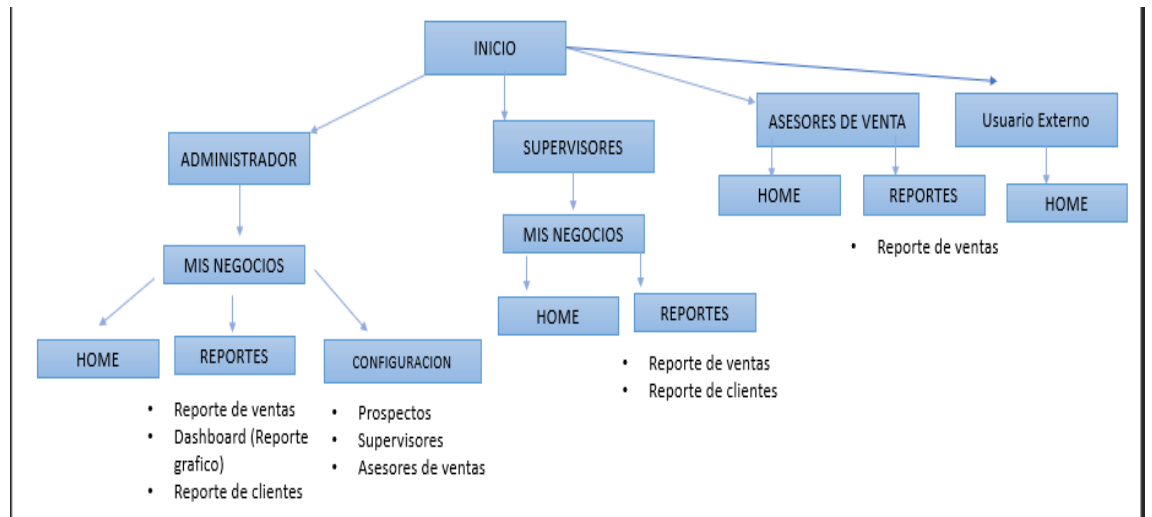 INICIO
ADMINISTRADOR
SUPERVISORES
ASESORES DE VENTA
Usuario Externo
HOME
REPORTES
HOME
• Reporte de ventas
MIS NEGOCIOS
MIS NEGOCIOS
HOME
REPORTES
• Reporte de ventas
• Reporte de clientes
HOME
REPORTES
CONFIGURACION
• Reporte de ventas
• Dashboard (Reporte
grafico)
• Reporte de clientes
• Prospectos
• Supervisores
• Asesores de ventas